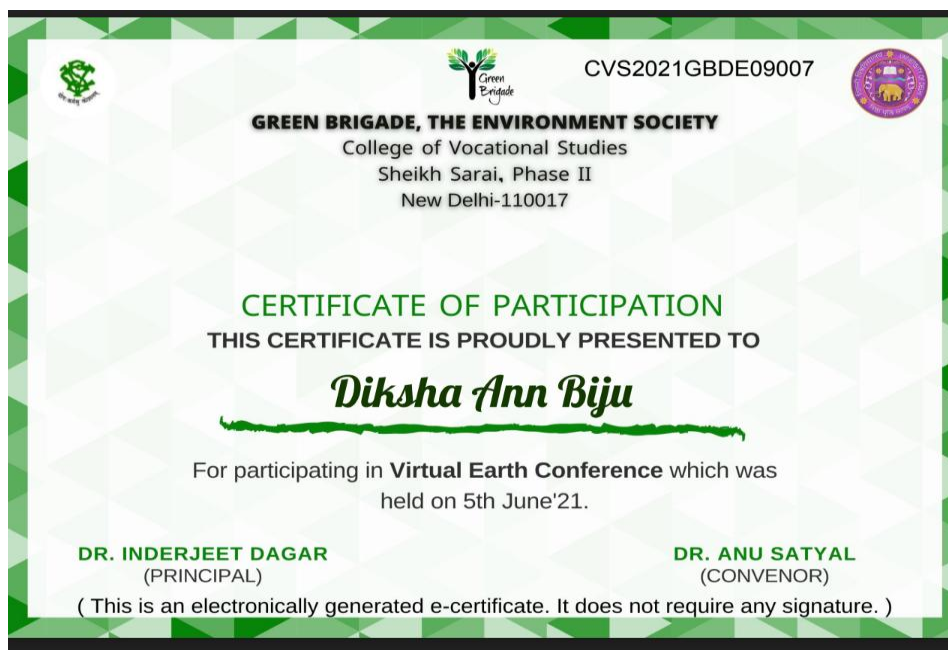 Green
Brigade
CVS2021GBDE09007
GREEN BRIGADE, THE ENVIRONMENT SOCIETY
College of Vocational Studies
Sheikh Sarai, Phase II
New Delhi-110017
CERTIFICATE OF PARTICIPATION
THIS CERTIFICATE IS PROUDLY PRESENTED TO
Diksha Ann Biju
For participating in Virtual Earth Conference which was
held on 5th June'21.
DR. INDERJEET DAGAR
DR. ANU SATYAL
(PRINCIPAL)
(CONVENOR)
( This is an electronically generated e-certificate. It does not require any signature. )